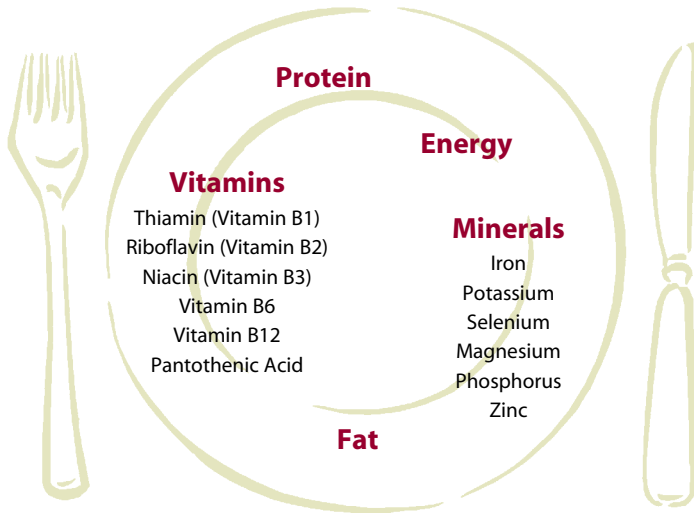 Protein
Energy
Vitamins
Thiamin (Vitamin B1)
Riboflavin (Vitamin B2)
Niacin (Vitamin B3)
Vitamin B6
Vitamin B12
Pantothenic Acid
Minerals
Iron
Potassium
Selenium
Magnesium
Phosphorus
Zinc
Fat